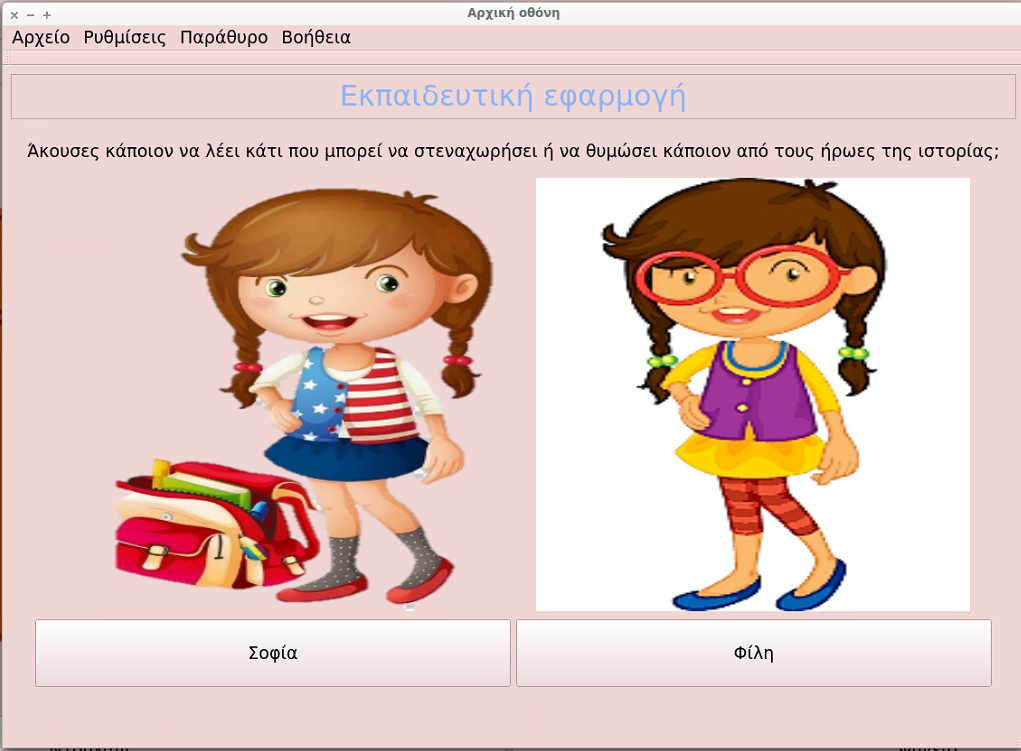 Αρχική οθόνη
Αρχείο Ρυθμίσεις Παράθυρο Βοήθεια
Εκπαιδευτική εφαρμογή
Άκουσες κάποιον να λέει κάτι που μπορεί να στεναχωρήσει ή να θυμώσει κάποιον από τους ήρωες της ιστορίας;
Σοφία Φίλη